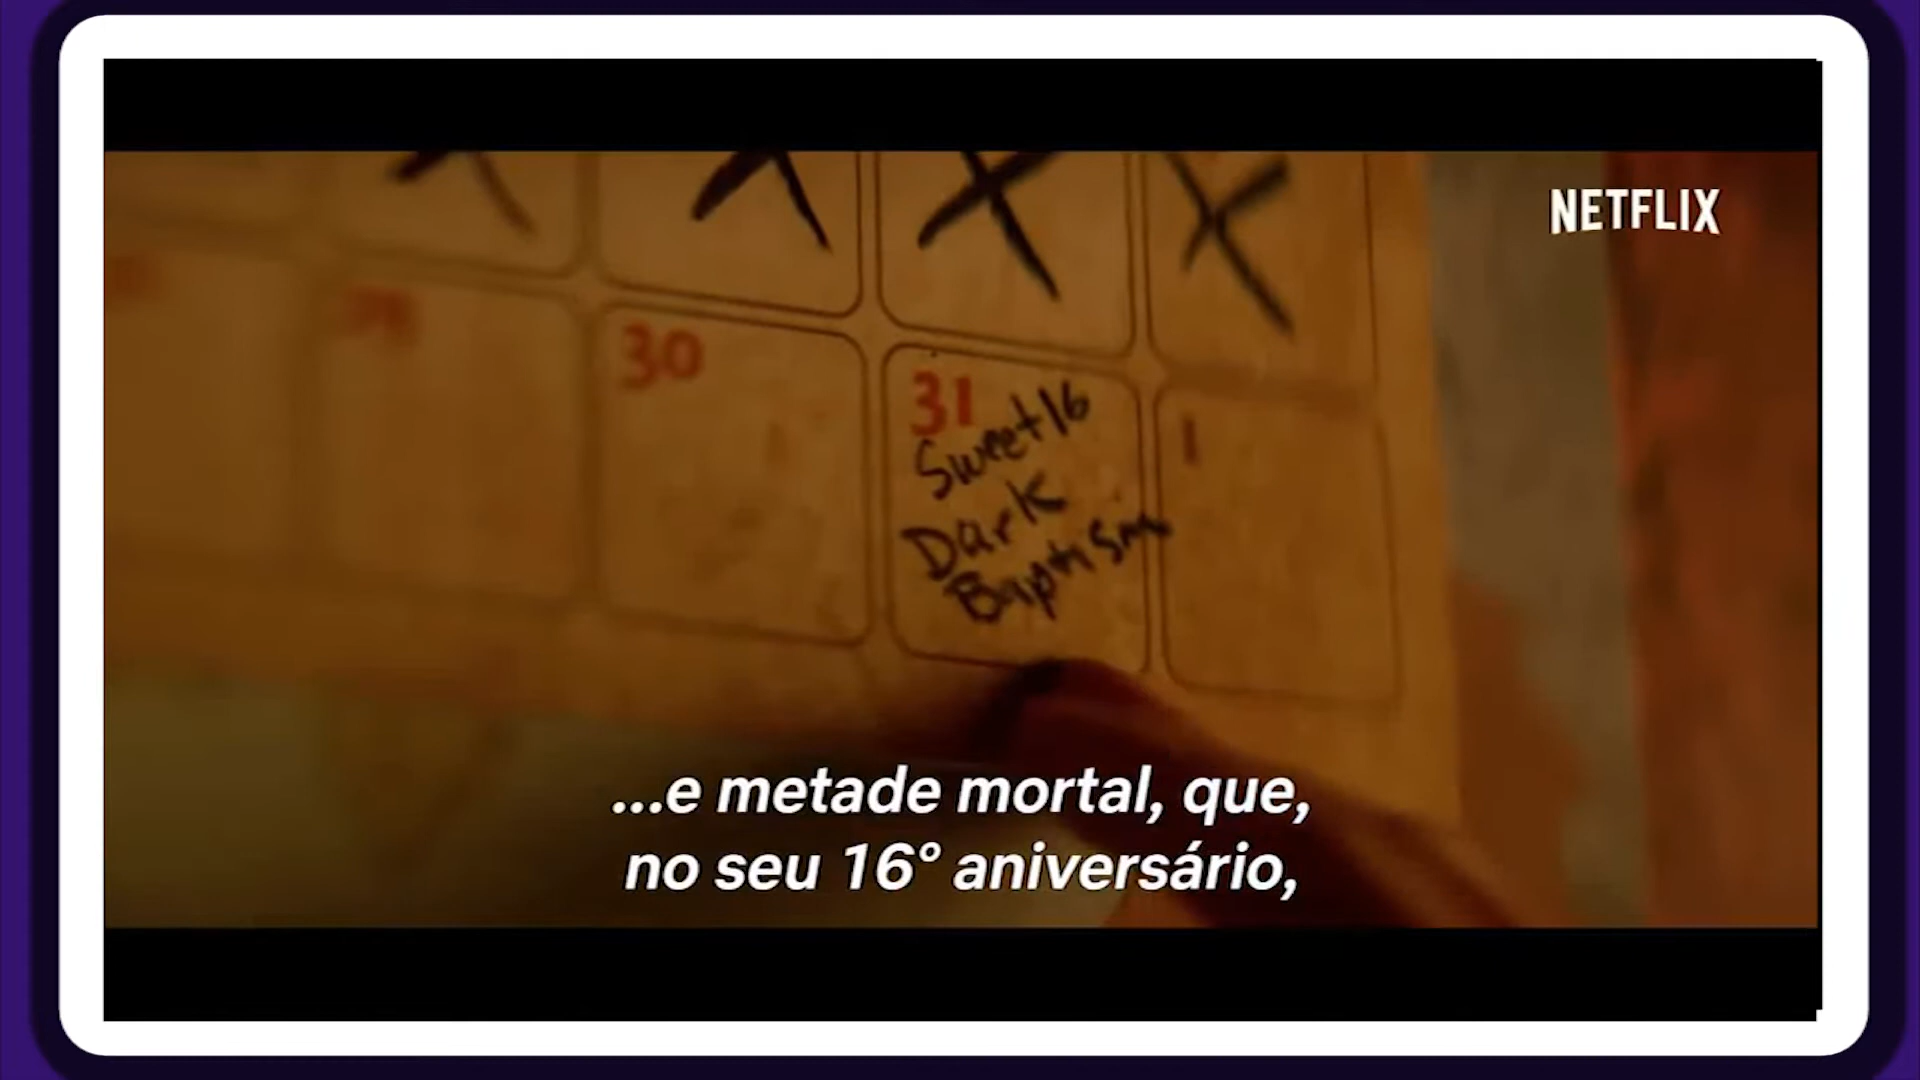 NETFLIX
30
31
Sweet 16
Dark
Baptism
1
...e metade mortal, que,
no seu 16° aniversário,